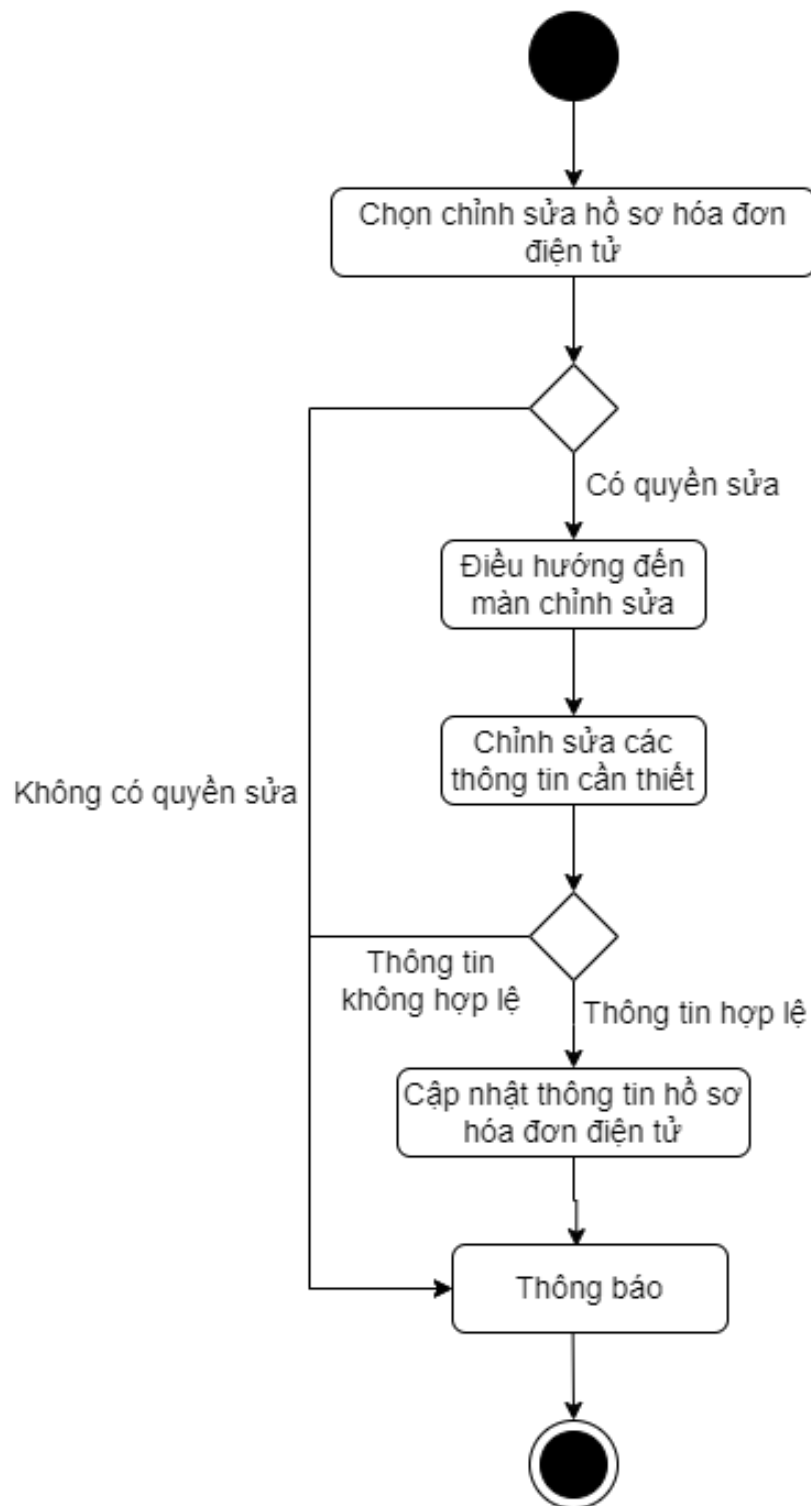 Chọn chỉnh sửa hồ sơ hóa đơn
điện tử
Có quyền sửa
Điều hướng đến
màn chỉnh sửa
Chỉnh sửa các
thông tin cần thiết
Không có quyền sửa
Thông tin
không hợp lệ
Thông tin hợp lệ
Cập nhật thông tin hồ sơ
hóa đơn điện tử
Thông báo